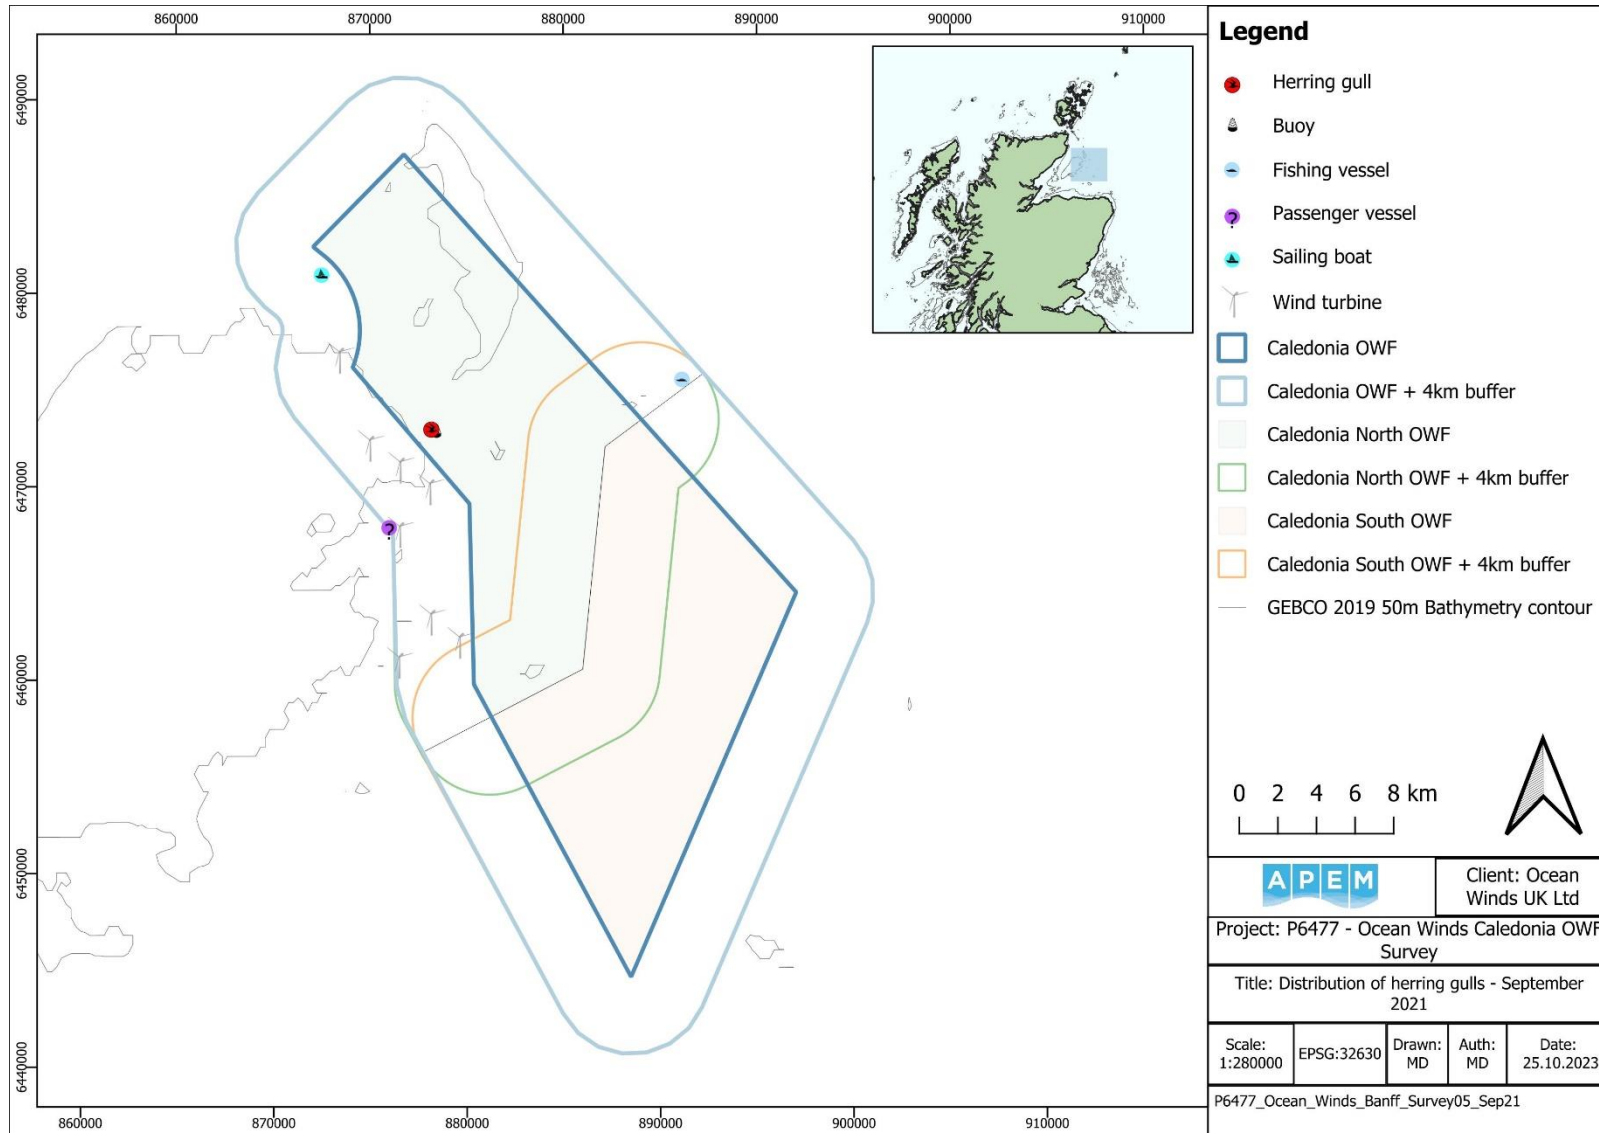 860000 870000 880000 890000 900000 910000
6490000
6480000
6470000
6460000
6450000
6440000
860000 870000 880000 890000 900000 910000
Legend
Herring gull
Buoy
Fishing vessel
Passenger vessel
Sailing boat
Wind turbine
Caledonia OWF
Caledonia OWF + 4km buffer
Caledonia North OWF
Caledonia North OWF + 4km buffer
Caledonia South OWF
Caledonia South OWF + 4km buffer
GEBCO 2019 50m Bathymetry contour
0 2 4 6 8 km
APEM
Client: Ocean
Winds UK Ltd
Project: P6477 - Ocean Winds Caledonia OWF
Survey
Title: Distribution of herring gulls - September
2021
Scale:
1:280000
EPSG:32630
Drawn:
MD
Auth:
MD
Date:
25.10.2023
P6477_Ocean_Winds_Banff_Survey05_Sep21